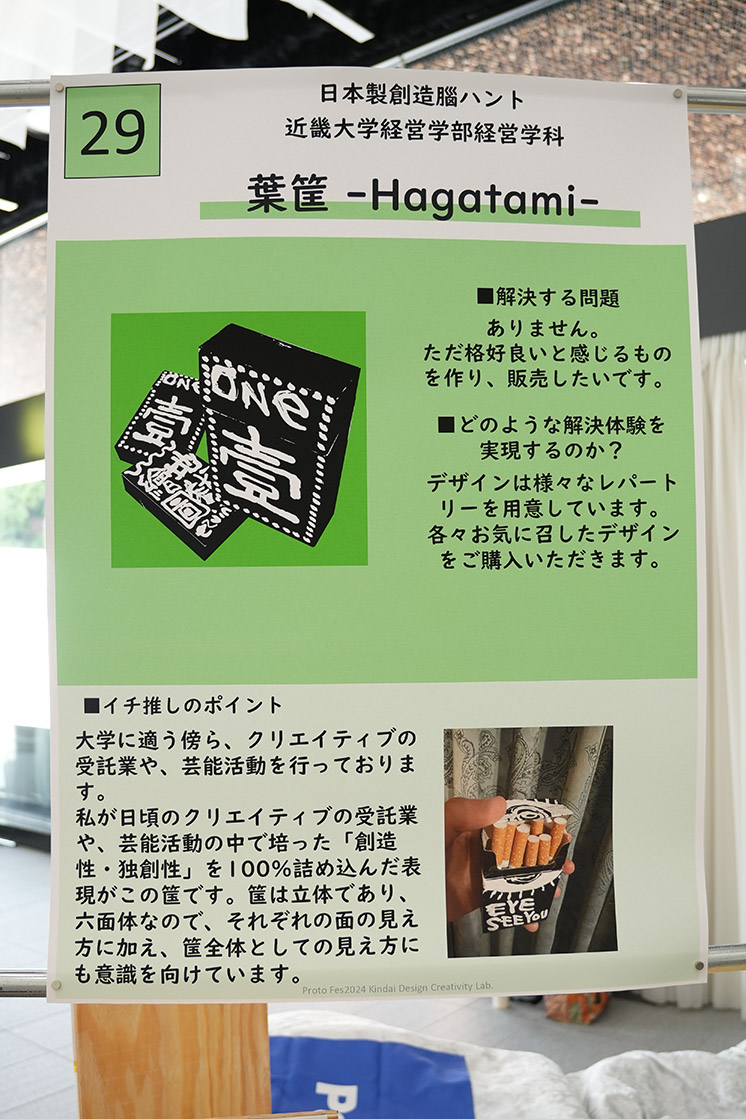 29
日本製創造脳ハント
近畿大学経営学部経営学科
葉筐 -Hagatami-
■解決する問題
ありません。
ただ格好良いと感じるもの
を作り、販売したいです。
■どのような解決体験を
実現するのか？
デザインは様々なレパート
リーを用意しています。
各々お気に召したデザイン
をご購入いただきます。
one
壹
one
壹
■イチ推しのポイント
大学に適う傍ら、クリエイティブの
受託業や、芸能活動を行っておりま
す。
私が日頃のクリエイティブの受託業
や、芸能活動の中で培った「創造
性・独創性」を100%詰め込んだ表
現がこの筐です。筐は立体であり、
六面体なので、それぞれの面の見え
方に加え、筐全体としての見え方に
も意識を向けています。
EYE
SEE YOU
Proto Fes2024 Kindai Design Creativity Lab.
P